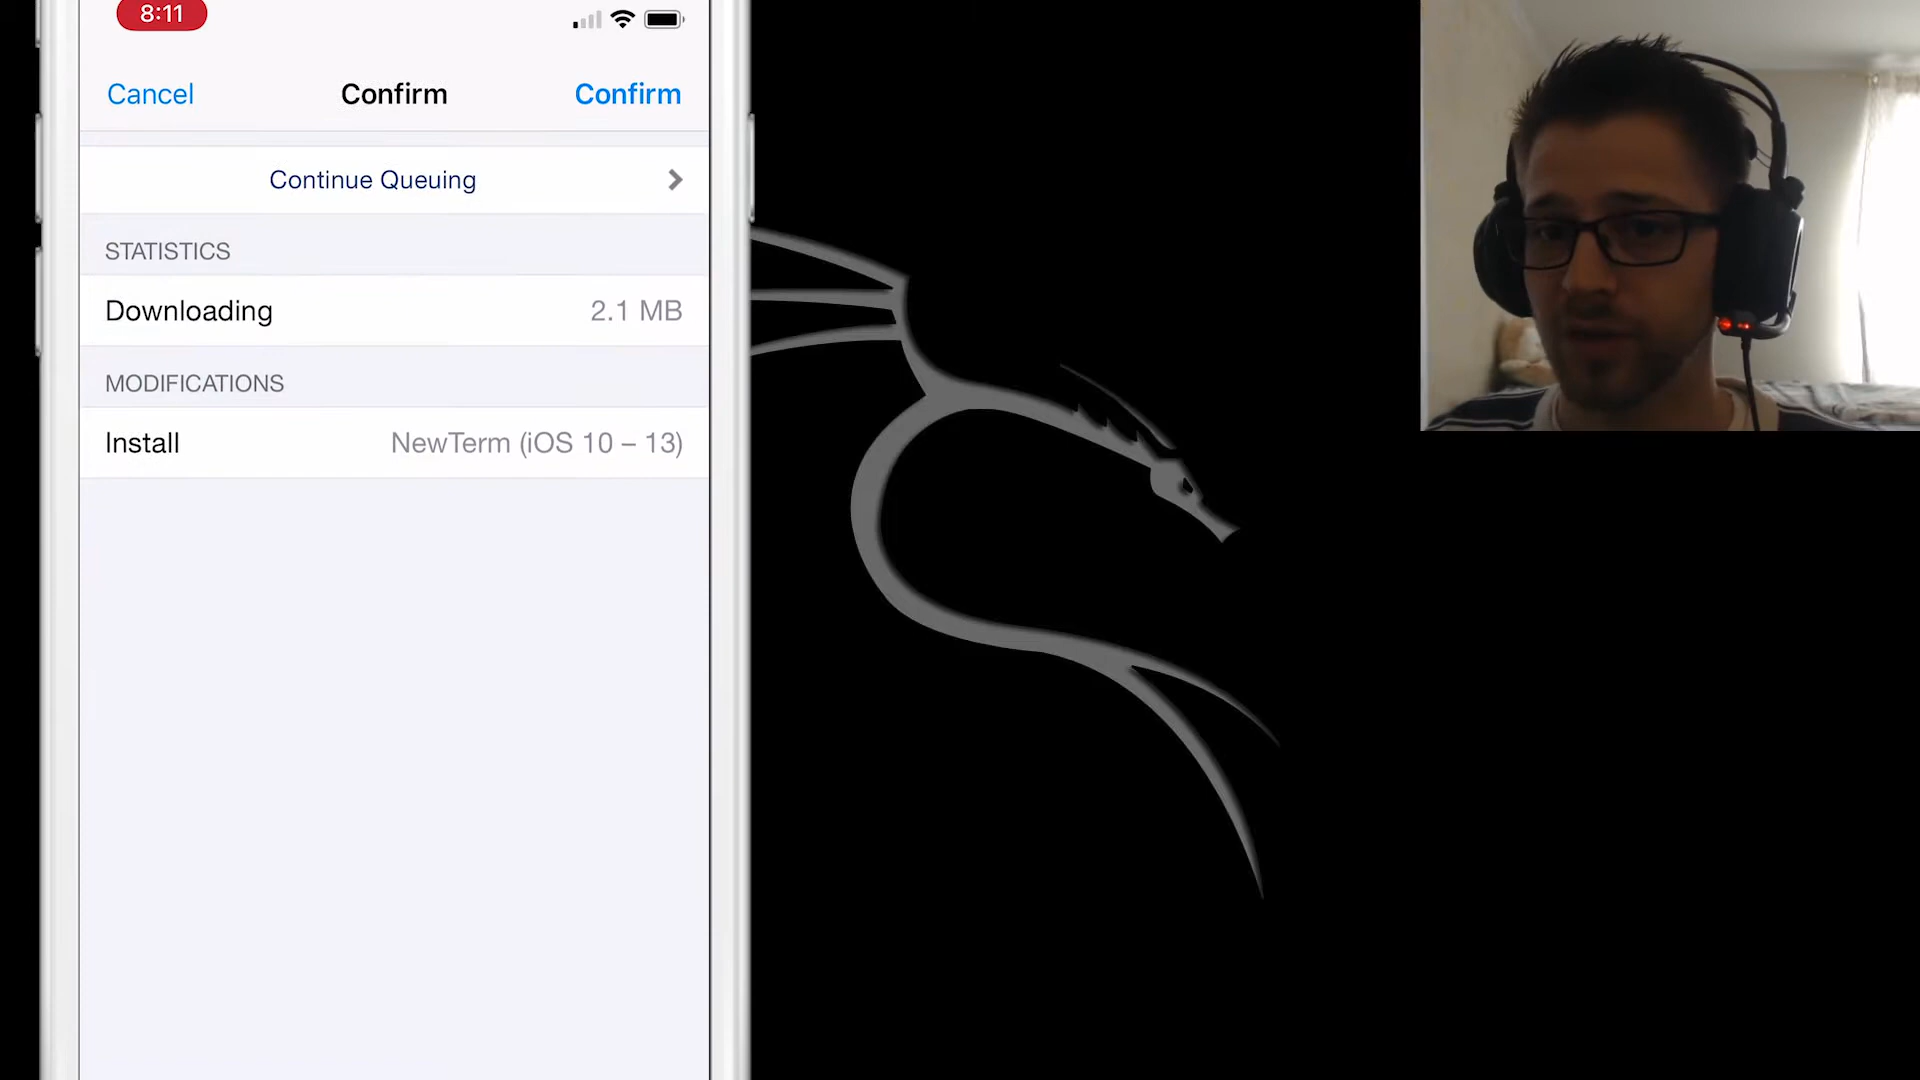 8:11
Cancel Confirm Confirm
Continue Queuing
STATISTICS
Downloading 2.1 MB
MODIFICATIONS
Install NewTerm (iOS 10 – 13)